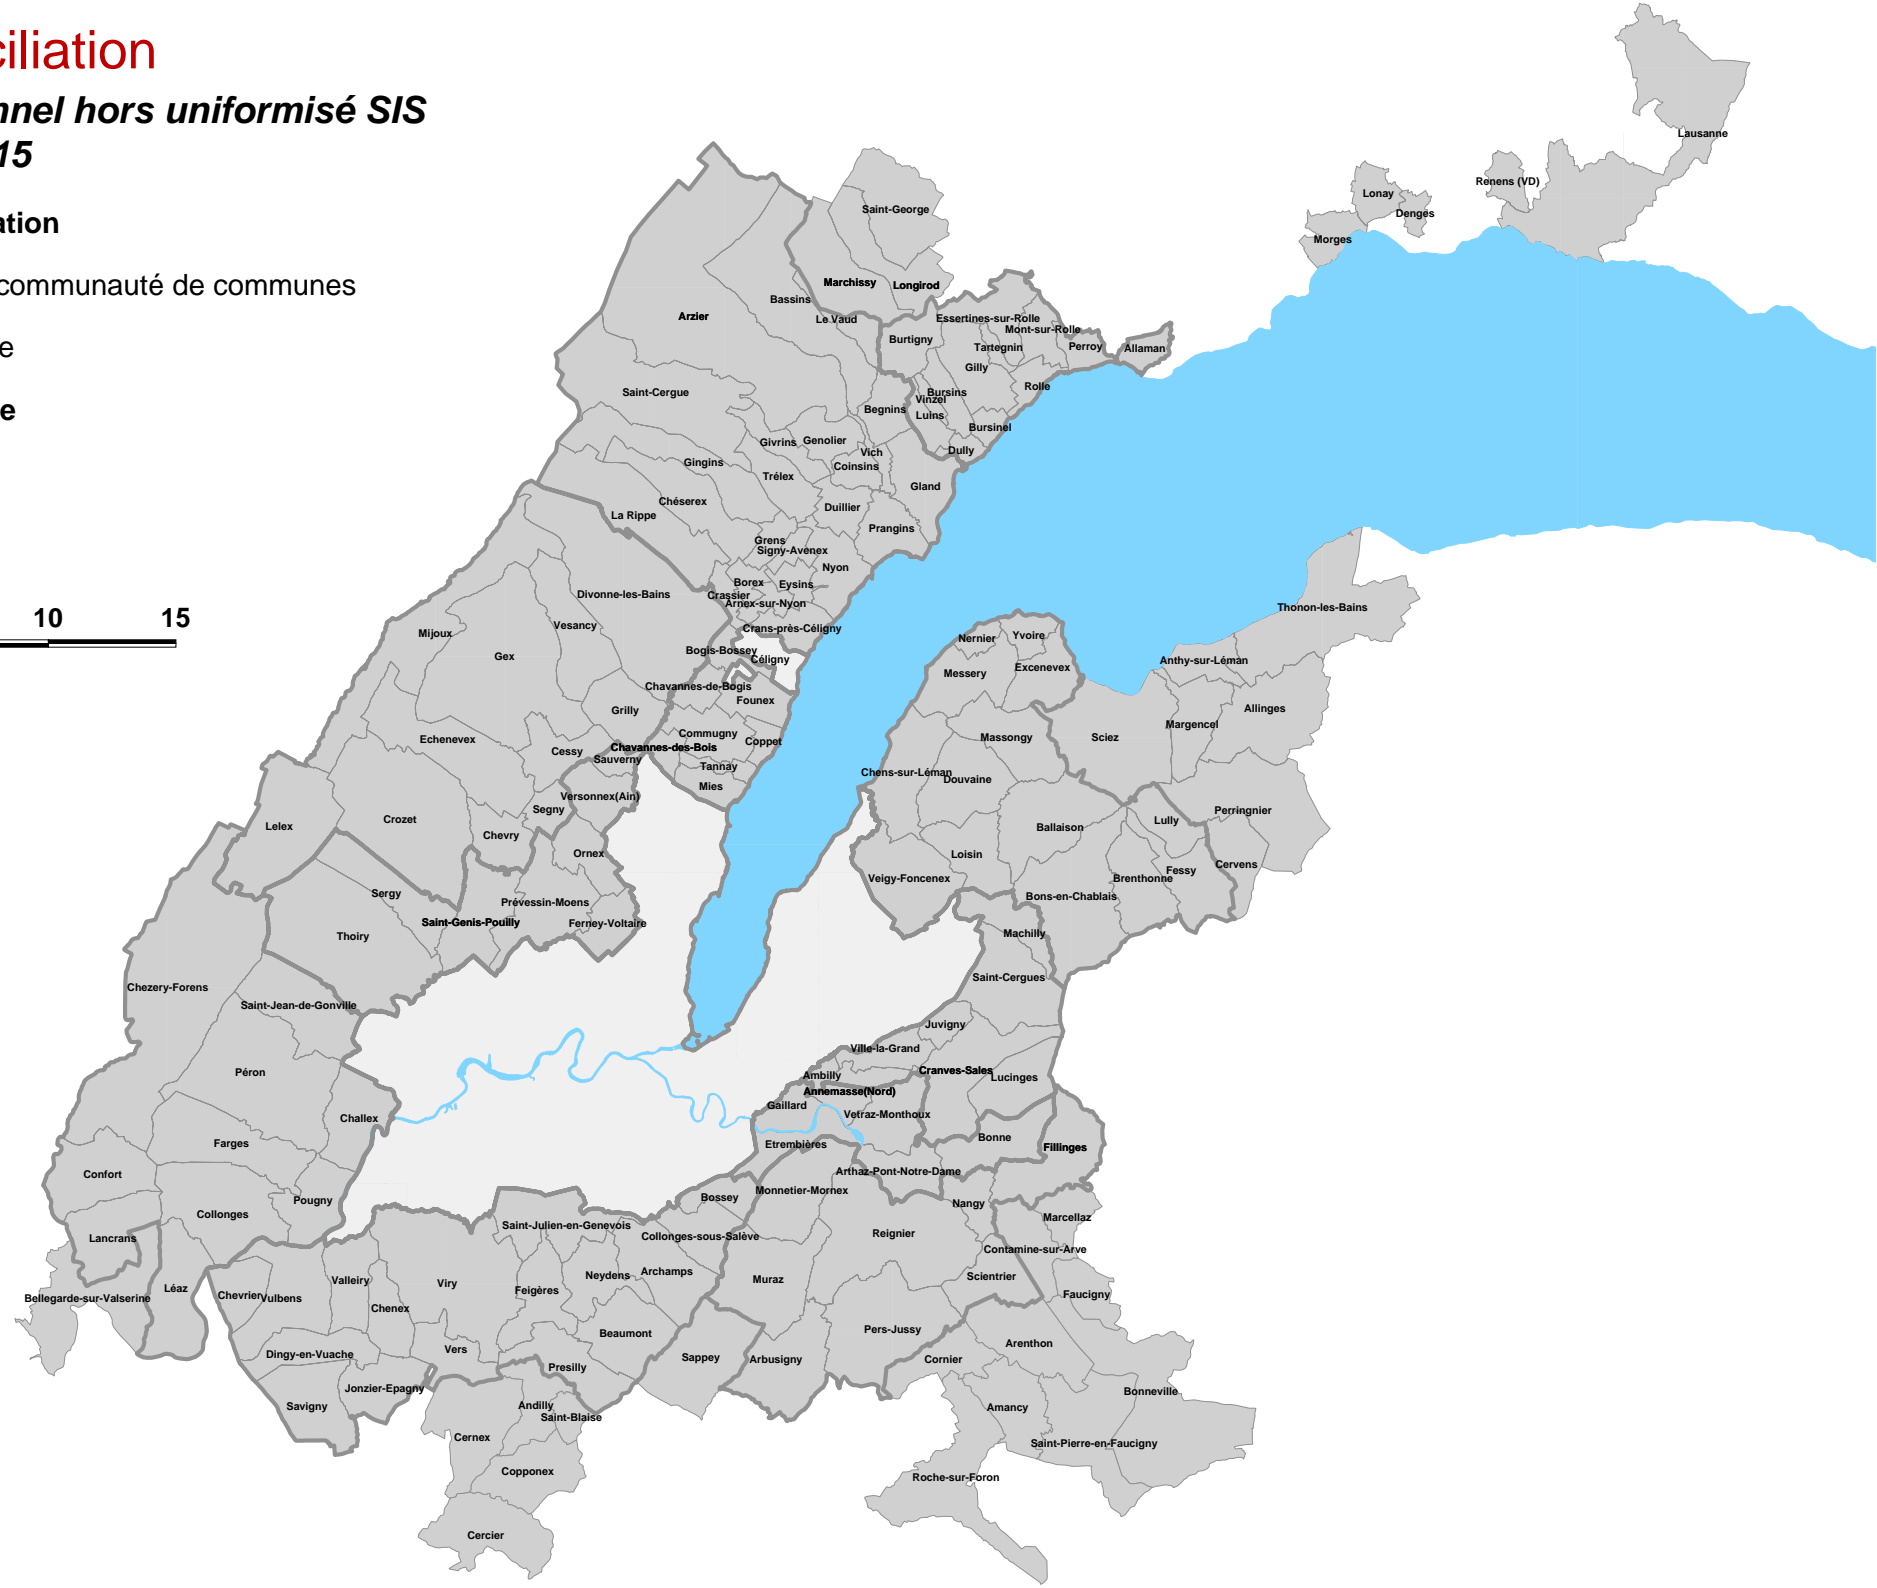 ciliation
nnel hors uniformisé SIS
15
ation
communauté de communes
e
e
10 15
Lausanne
Renens (VD)
Lonay
Denges
Morges
Saint-George
Marchissy
Longirod
Bassins
Arzier
Le Vaud
Essertines-sur-Rolle
Mont-sur-Rolle
Burtigny
Tartegnin
Perroy
Allaman
Gilly
Rolle
Saint-Cergue
Bursins
Vinzel
Luins
Begnins
Bursinel
Givrins
Genolier
Vich
Dully
Gingins
Coinsins
Trélex
Gland
Chéserex
Duillier
La Rippe
Prangins
Grens
Signy-Avenex
Nyon
Borex
Eysins
Crassier
Arnex-sur-Nyon
Divonne-les-Bains
Crans-près-Céligny
Vesancy
Mijoux
Gex
Bogis-Bossey
Céligny
Chavannes-de-Bogis
Founex
Grilly
Commugny
Coppet
Echenevex
Cessy
Chavannes-des-Bois
Sauverny
Tannay
Mies
Versonnex(Ain)
Segny
Lelex
Crozet
Chevry
Ornex
Sergy
Prévessin-Moens
Saint-Genis-Pouilly
Ferney-Voltaire
Thoiry
Chezery-Forens
Saint-Jean-de-Gonville
Péron
Challex
Farges
Confort
Pougny
Collonges
Lancrans
Léaz
Bellegarde-sur-Valserine
Thonon-les-Bains
Nernier
Yvoire
Anthy-sur-Léman
Messery
Excenevex
Allinges
Margencel
Massongy
Sciez
Chens-sur-Léman
Douvaine
Perringnier
Lully
Ballaison
Loisin
Cervens
Fessy
Brenthonne
Veigy-Foncenex
Bons-en-Chablais
Machilly
Saint-Cergues
Juvigny
Ville-la-Grand
Cranves-Sales
Lucinges
Ambilly
Annemasse(Nord)
Gaillard
Vetraz-Monthoux
Etrembières
Bonne
Fillinges
Arthaz-Pont-Notre-Dame
Monnetier-Mornex
Bossey
Nangy
Marcellaz
Saint-Julien-en-Genevois
Collonges-sous-Salève
Reignier
Contamine-sur-Arve
Archamps
Neydens
Muraz
Scientrier
Valleiry
Viry
Feigères
Chevrier
Vulbens
Chenex
Faucigny
Beaumont
Pers-Jussy
Arenthon
Vers
Dingy-en-Vuache
Presilly
Sappey
Arbusigny
Cornier
Jonzier-Epagny
Bonneville
Savigny
Andilly
Saint-Blaise
Amancy
Cernex
Saint-Pierre-en-Faucigny
Copponex
Roche-sur-Foron
Cercier